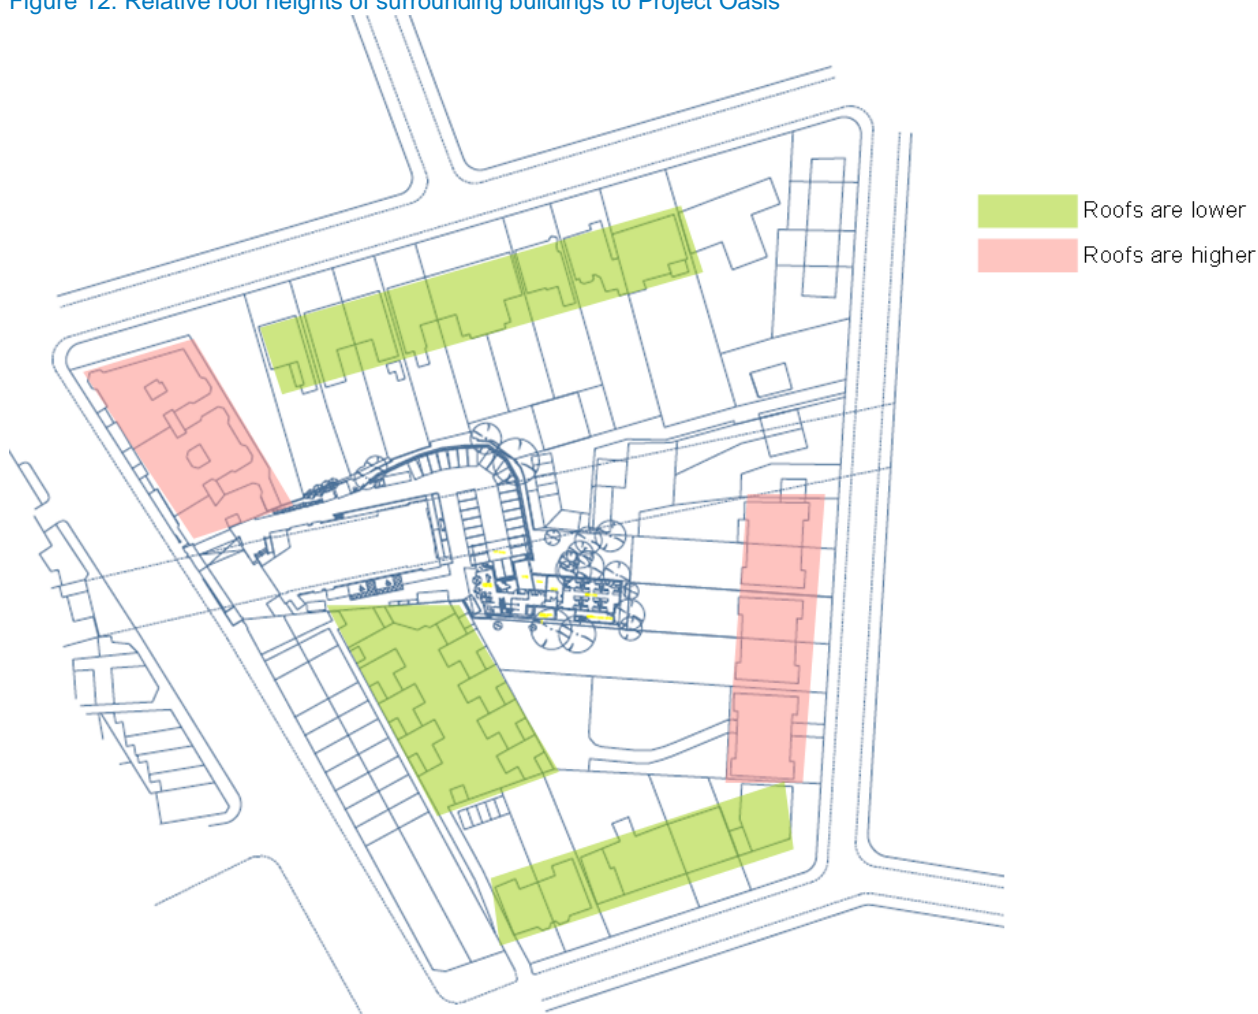 Figure 12: Relative roof heights of surrounding buildings to Project Oasis
Roofs are lower
Roofs are higher